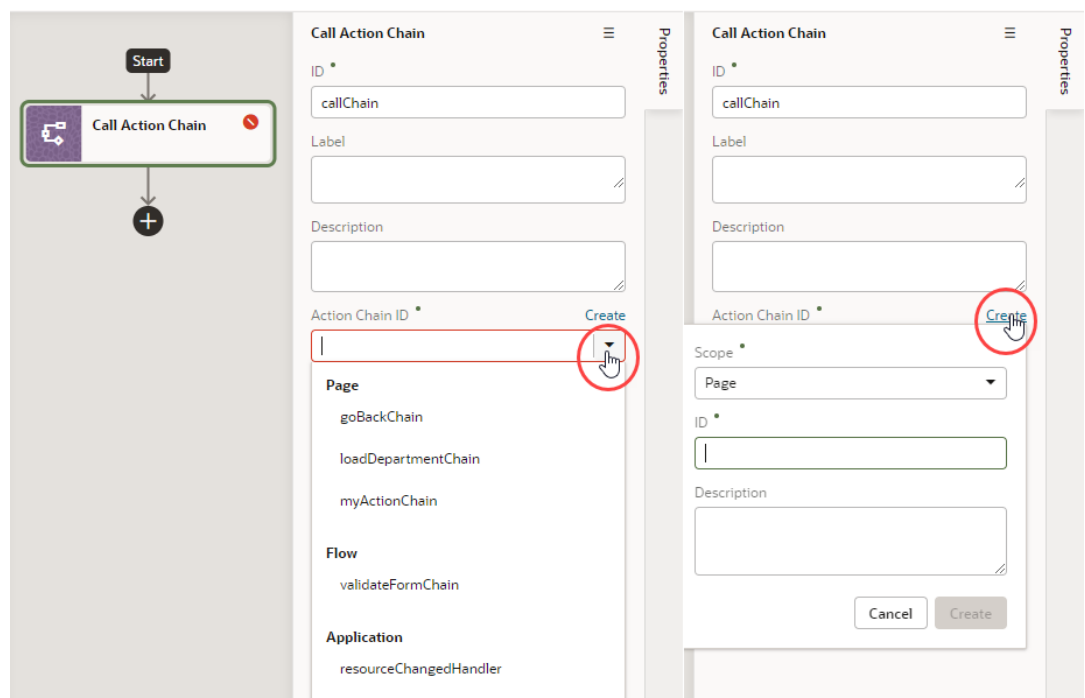 Start
Call Action Chain
Call Action Chain
ID
callChain
Label
Description
Action Chain ID
Create
Page
goBackChain
loadDepartmentChain
myActionChain
Flow
validateFormChain
Application
resourceChangedHandler
Properties
Call Action Chain
ID
callChain
Label
Description
Action Chain ID
Create
Scope
Page
ID
Description
Cancel
Create
Properties